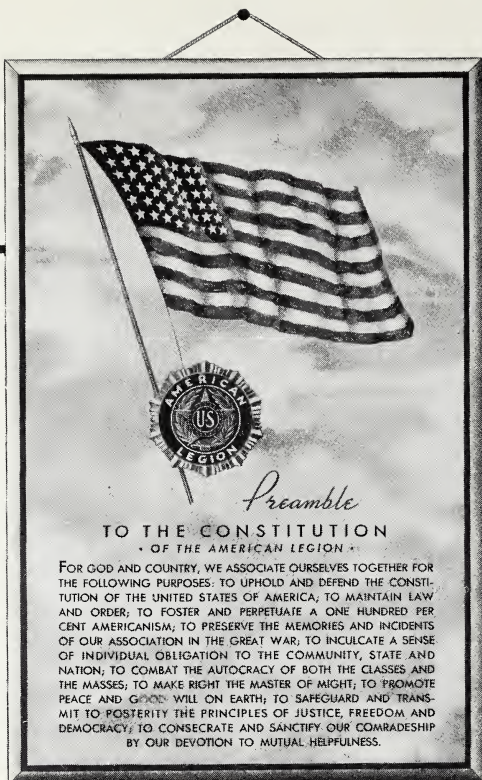 AMERICAN
US
LEGION
Preamble
TO THE CONSTITUTION
• OF THE AMERICAN LEGION •
FOR GOD AND COUNTRY, WE ASSOCIATE OURSELVES TOGETHER FOR
THE FOLLOWING PURPOSES: TO UPHOLD AND DEFEND THE CONSTI-
TUTION OF THE UNITED STATES OF AMERICA; TO MAINTAIN LAW
AND ORDER; TO FOSTER AND PERPETUATE A ONE HUNDRED PER
CENT AMERICANISM; TO PRESERVE THE MEMORIES AND INCIDENTS
OF OUR ASSOCIATION IN THE GREAT WAR; TO INCULCATE A SENSE
OF INDIVIDUAL OBLIGATION TO THE COMMUNITY, STATE AND
NATION; TO COMBAT THE AUTOCRACY OF BOTH THE CLASSES AND
THE MASSES; TO MAKE RIGHT THE MASTER OF MIGHT; TO PROMOTE
PEACE AND GOOD WILL ON EARTH; TO SAFEGUARD AND TRANS-
MIT TO POSTERITY THE PRINCIPLES OF JUSTICE, FREEDOM AND
DEMOCRACY; TO CONSECRATE AND SANCTIFY OUR COMRADESHIP
BY OUR DEVOTION TO MUTUAL HELPFULNESS.